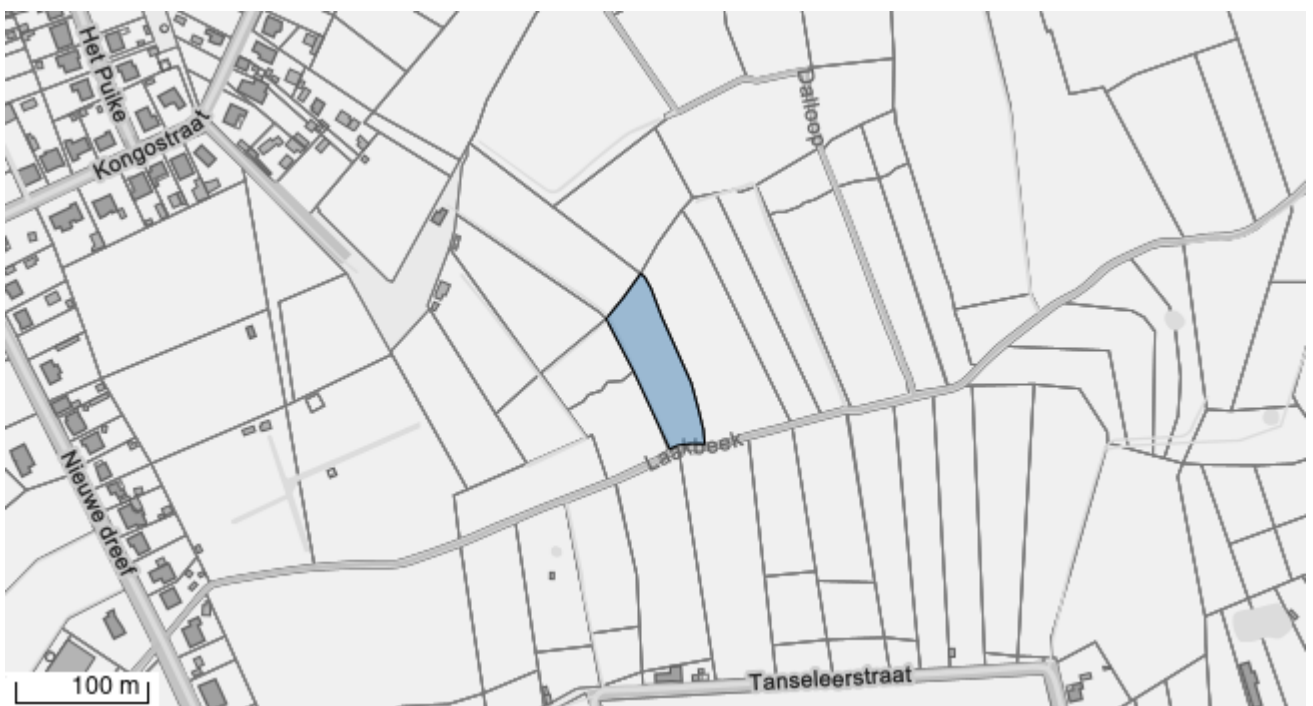 Het Puike
Kongostraat
Dalloop
Laakbeek
Nieuwe dreef
Tanseleerstraat
100 m